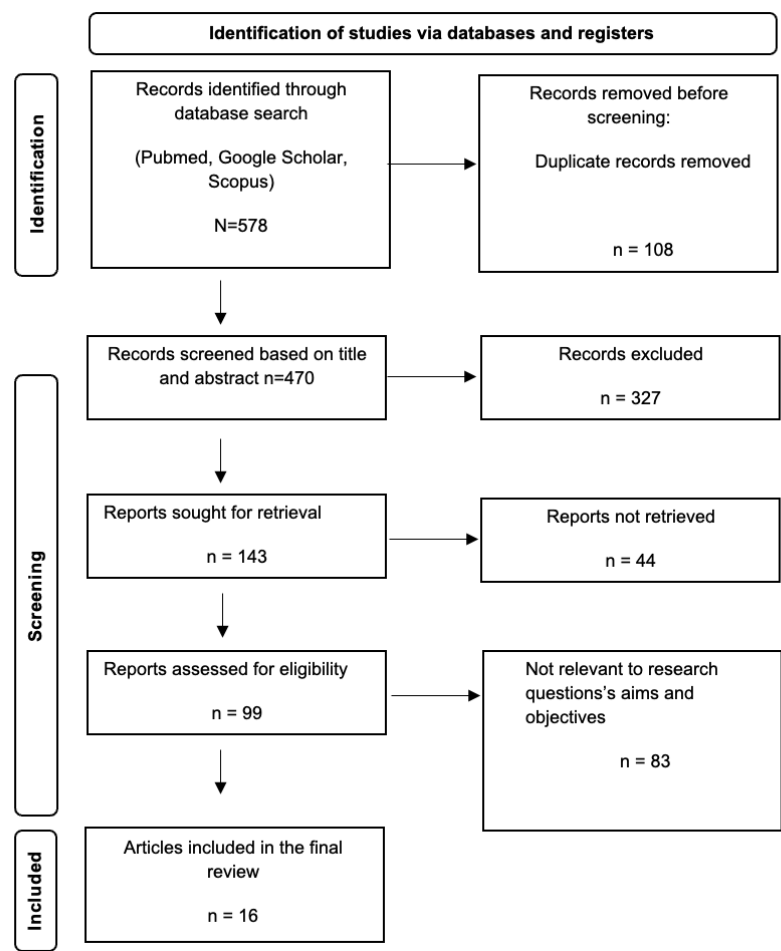 Identification of studies via databases and registers
Identification
Records identified through
database search
(Pubmed, Google Scholar,
Scopus)
N=578
Records removed before
screening:
Duplicate records removed
n = 108
Screening
Records screened based on title
and abstract n=470
Records excluded
n = 327
Reports sought for retrieval
n = 143
Reports not retrieved
n = 44
Reports assessed for eligibility
n = 99
Not relevant to research
questions's aims and
objectives
n = 83
Included
Articles included in the final
review
n = 16